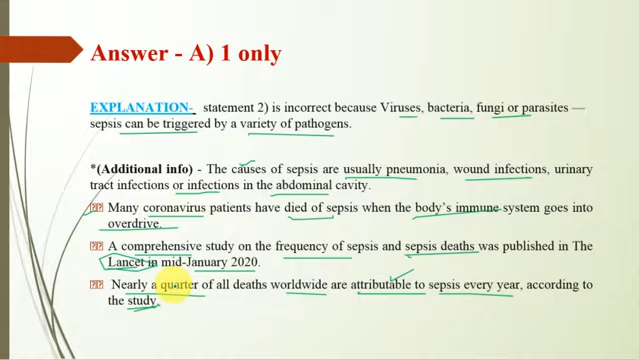 Answer - A) 1 only
EXPLANATION- statement 2) is incorrect because Viruses, bacteria, fungi or parasites —
sepsis can be triggered by a variety of pathogens.
*(Additional info) - The causes of sepsis are usually pneumonia, wound infections, urinary
tract infections or infections in the abdominal cavity.
Many coronavirus patients have died of sepsis when the body's immune system goes into
overdrive.
A comprehensive study on the frequency of sepsis and sepsis deaths was published in The
Lancet in mid-January 2020.
Nearly a quarter of all deaths worldwide are attributable to sepsis every year, according to
the study.